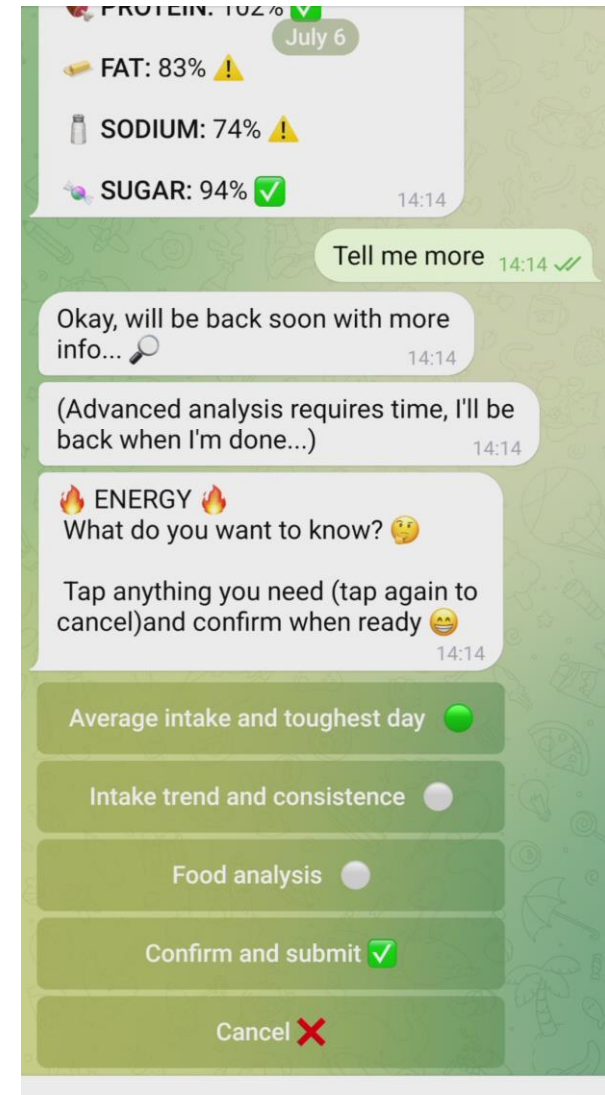 PROTEIN: 102% ✅
July 6
FAT: 83% ⚠️
SODIUM: 74% ⚠️
SUGAR: 94% ✅
14:14
Tell me more 14:14
Okay, will be back soon with more
info... 🔎 14:14
(Advanced analysis requires time, I'll be
back when I'm done...) 14:14
🔥 ENERGY 🔥
What do you want to know? 🤔
Tap anything you need (tap again to
cancel)and confirm when ready 😁
14:14
Average intake and toughest day
Intake trend and consistence
Food analysis
Confirm and submit ✅
Cancel ❌